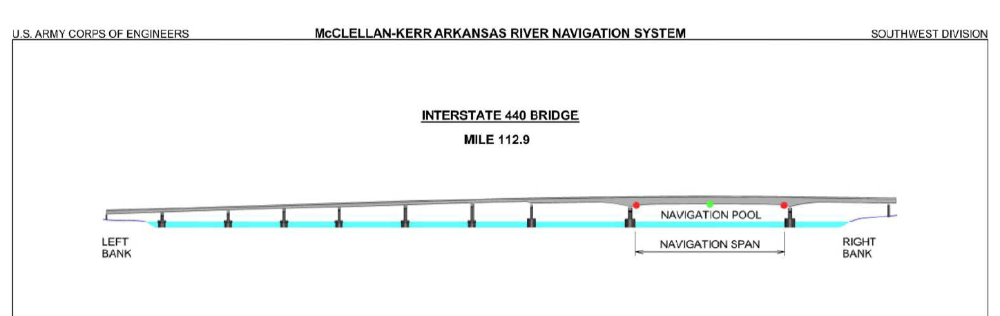 U.S. ARMY CORPS OF ENGINEERS McCLELLAN-KERR ARKANSAS RIVER NAVIGATION SYSTEM SOUTHWEST DIVISION
INTERSTATE 440 BRIDGE
MILE 112.9
NAVIGATION POOL
LEFT
BANK
NAVIGATION SPAN
RIGHT
BANK